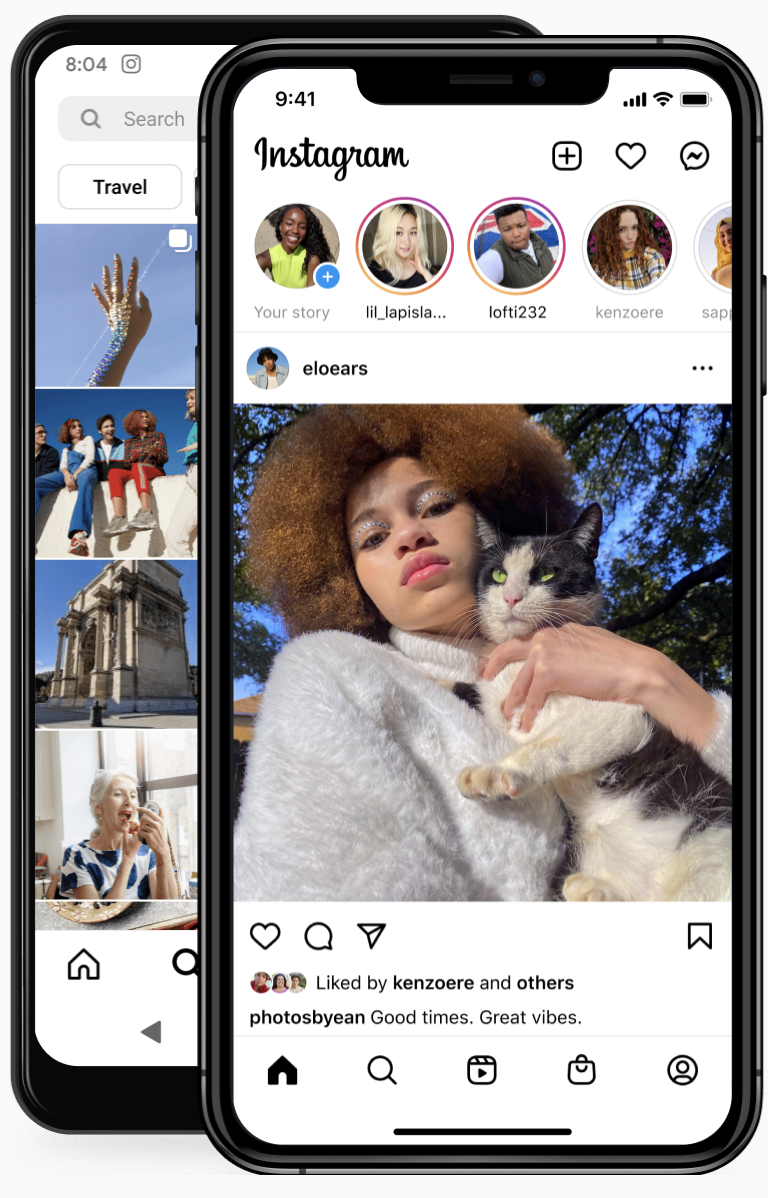 8:04
Search
Travel
9:41
Instagram
Your story
lil_lapisla...
lofti232
kenzoere
eloears
Liked by kenzoere and others
photosbyean Good times. Great vibes.